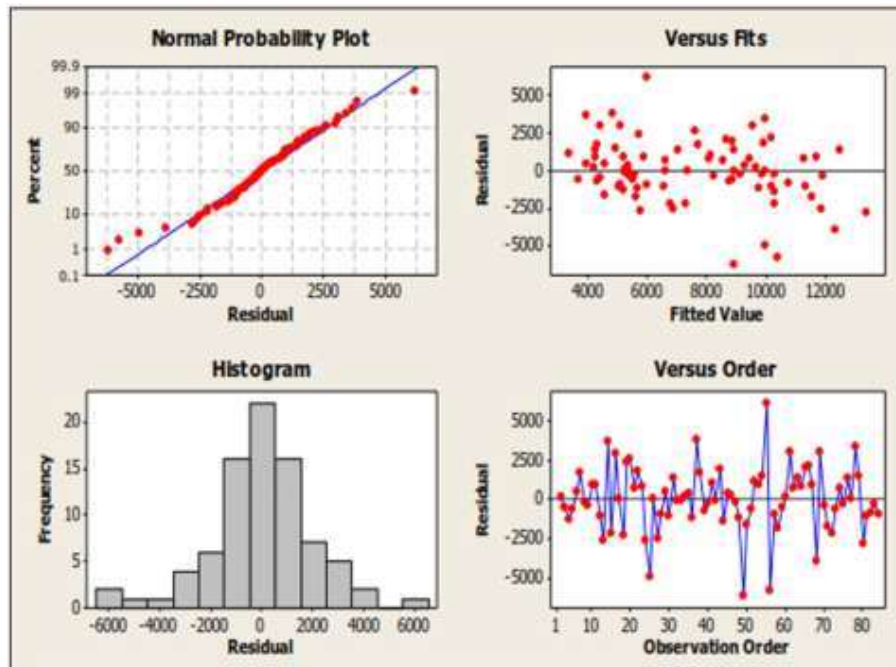 Normal Probability Plot
99.9
99
90
50
10
1
0.1
Percent
-5000 -2500 0 2500 5000
Residual
Versus Fits
5000
2500
0
-2500
-5000
Residual
4000 6000 8000 10000 12000
Fitted Value
Histogram
20
15
10
5
0
Frequency
-6000 -4000 -2000 0 2000 4000 6000
Residual
Versus Order
5000
2500
0
-2500
-5000
Residual
1 10 20 30 40 50 60 70 80
Observation Order